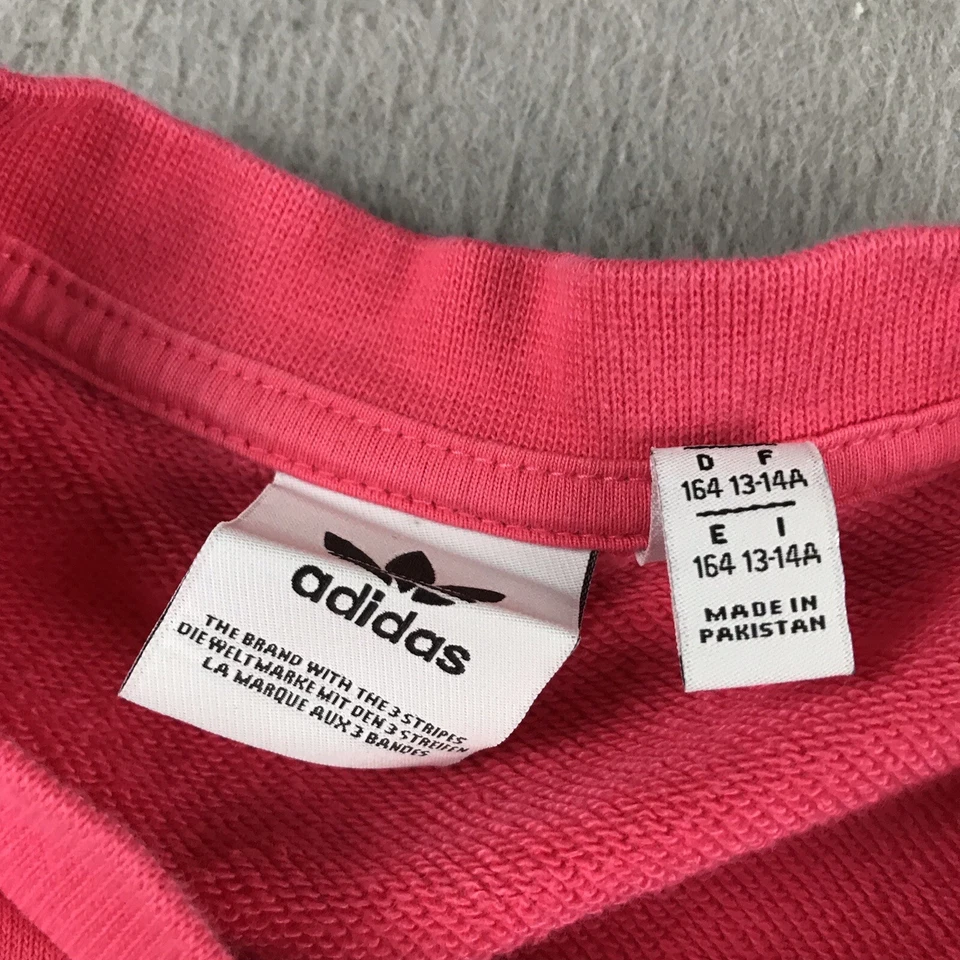 adidas
THE BRAND WITH THE 3 STRIPES
DIE WELTMARKE MIT DEN 3 STREIFEN
LA MARQUE AUX 3 BANDES
D F
164 13-14A
E I
164 13-14A
MADE IN
PAKISTAN